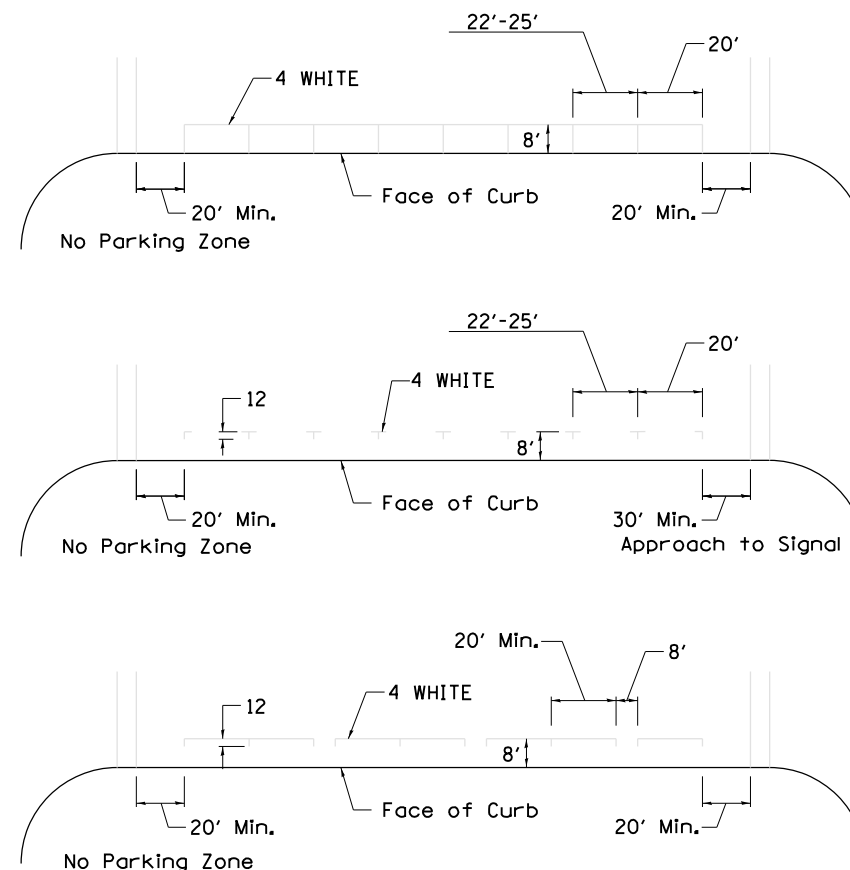 22'-25'
20'
4 WHITE
8'
Face of Curb
20' Min.
20' Min.
No Parking Zone
22'-25'
20'
4 WHITE
12
8'
Face of Curb
20' Min.
30' Min.
No Parking Zone
Approach to Signal
20' Min.
8'
4 WHITE
12
8'
Face of Curb
20' Min.
20' Min.
No Parking Zone